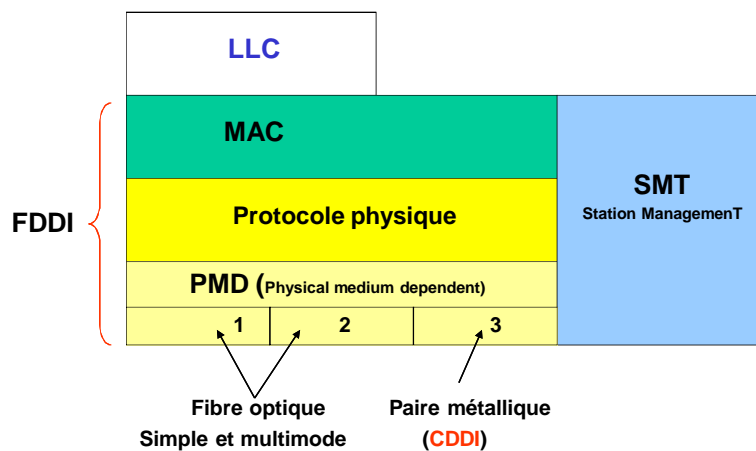 LLC
MAC
FDDI
Protocole physique
SMT
Station ManagemenT
PMD (Physical medium dependent)
1 2 3
Fibre optique
Simple et multimode
Paire métallique
(CDDI)